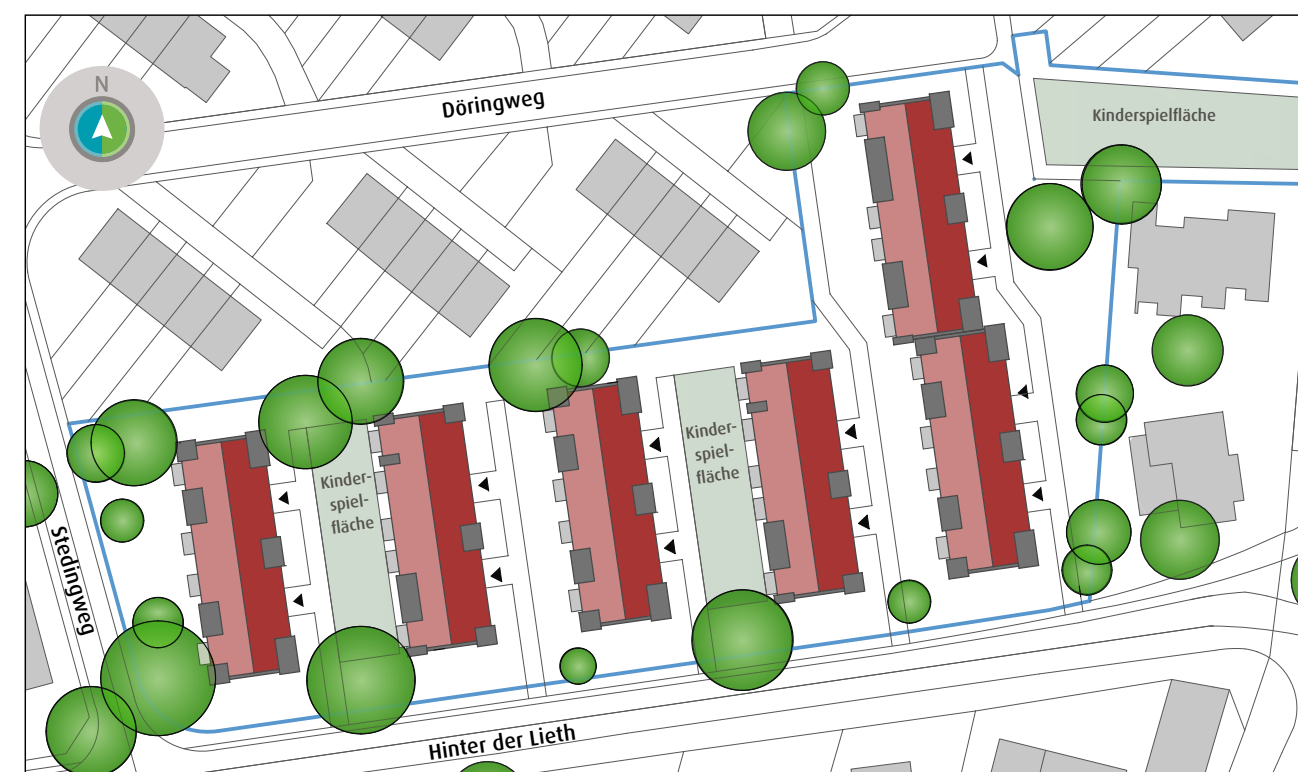 N
Döringweg
Kinderspielfläche
Kinder-
spiel-
fläche
Kinder-
spiel-
fläche
Stedingweg
Hinter der Lieth